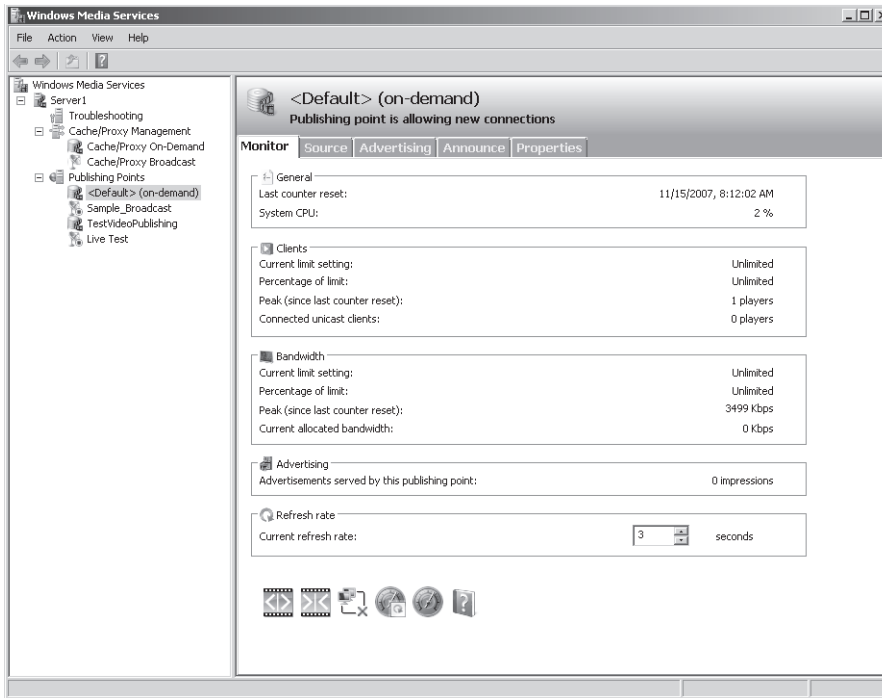 Windows Media Services
File Action View Help
Windows Media Services
Server1
Troubleshooting
Cache/Proxy Management
Cache/Proxy On-Demand
Cache/Proxy Broadcast
Publishing Points
<Default> (on-demand)
Sample_Broadcast
TestVideoPublishing
Live Test
<Default> (on-demand)
Publishing point is allowing new connections
Monitor Source Advertising Announce Properties
General
Last counter reset: 11/15/2007, 8:12:02 AM
System CPU: 2 %
Clients
Current limit setting: Unlimited
Percentage of limit: Unlimited
Peak (since last counter reset): 1 players
Connected unicast clients: 0 players
Bandwidth
Current limit setting: Unlimited
Percentage of limit: Unlimited
Peak (since last counter reset): 3499 Kbps
Current allocated bandwidth: 0 Kbps
Advertising
Advertisements served by this publishing point: 0 impressions
Refresh rate
Current refresh rate: 3 seconds